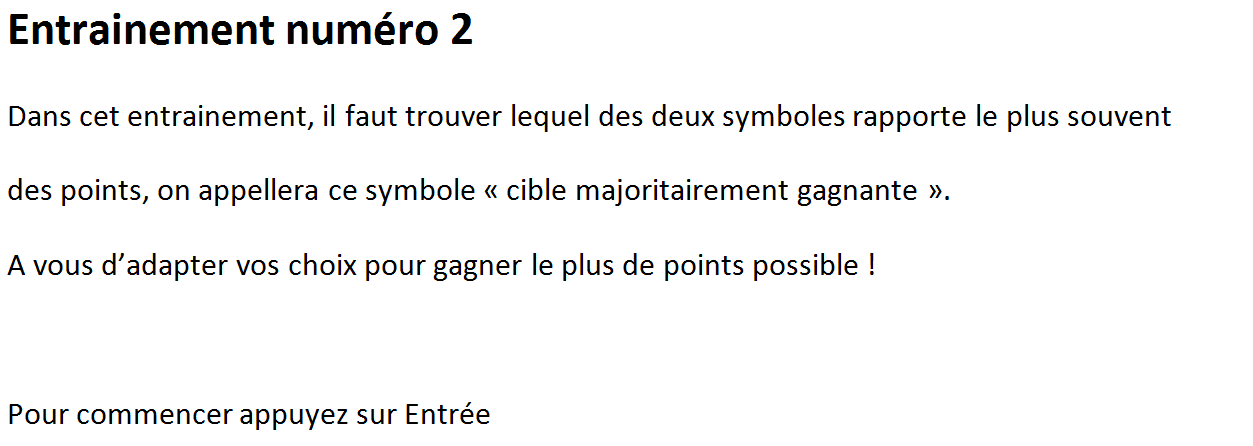 Entrainement numéro 2
Dans cet entrainement, il faut trouver lequel des deux symboles rapporte le plus souvent
des points, on appellera ce symbole « cible majoritairement gagnante ».
A vous d’adapter vos choix pour gagner le plus de points possible !
Pour commencer appuyez sur Entrée